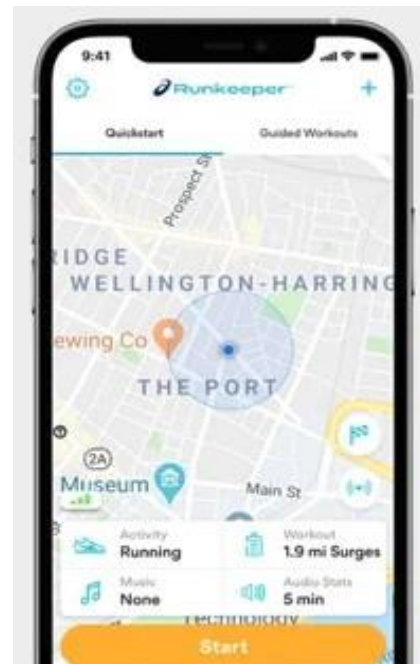 9:41
Runkeeper
Quickstart
Guided Workouts
Prospect St
RIDGE
WELLINGTON-HARRING
ewing Co
THE PORT
2A
Museum
Main St
Activity
Running
Workout
1.9 mi Surges
Music
None
Audio Stats
5 min
Technology
Start